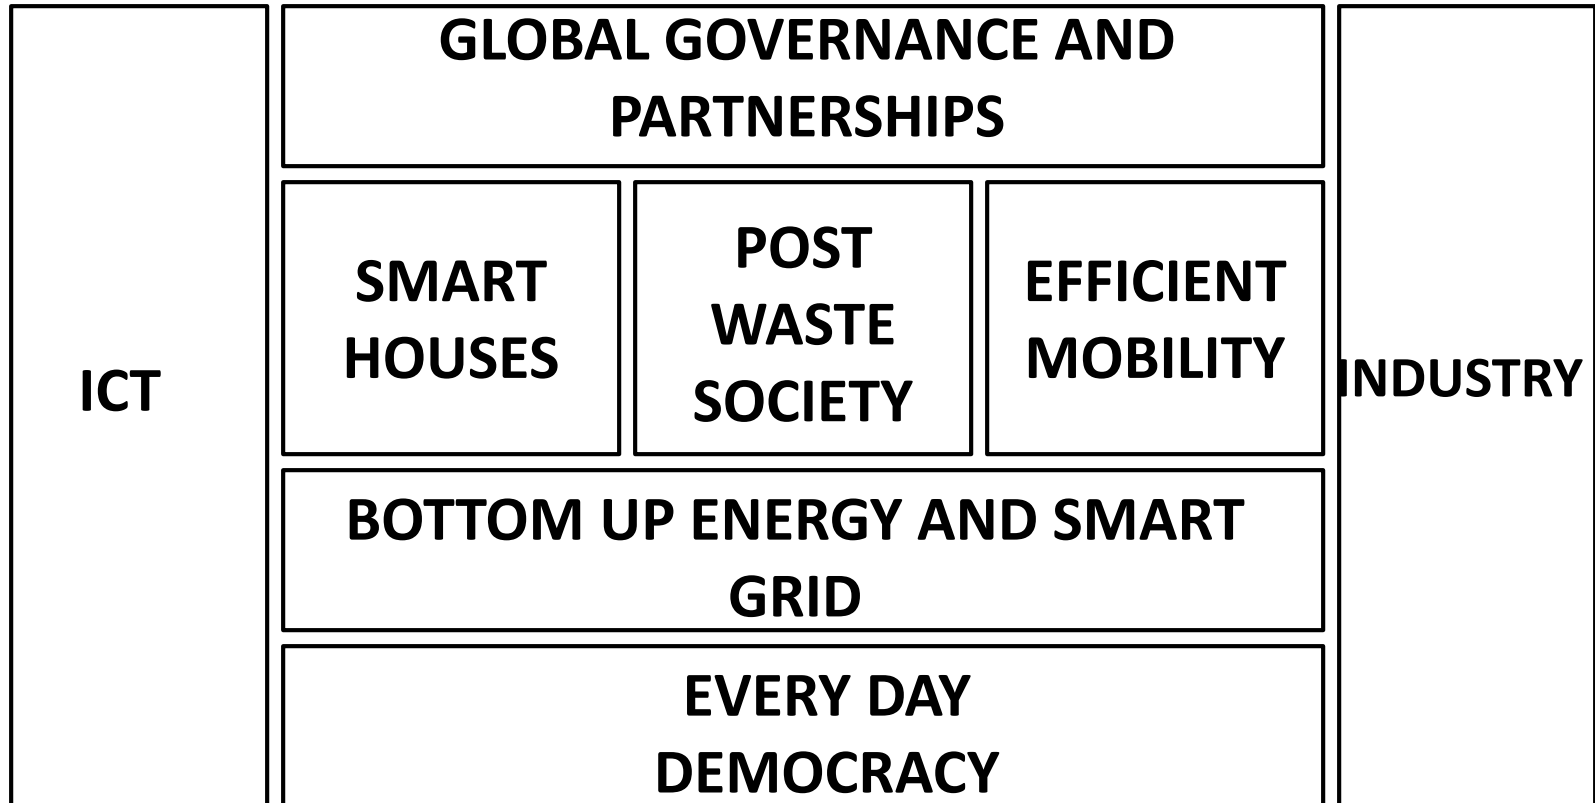 GLOBAL GOVERNANCE AND
PARTNERSHIPS
ICT
SMART
HOUSES
POST
WASTE
SOCIETY
EFFICIENT
MOBILITY
INDUSTRY
BOTTOM UP ENERGY AND SMART
GRID
EVERY DAY
DEMOCRACY